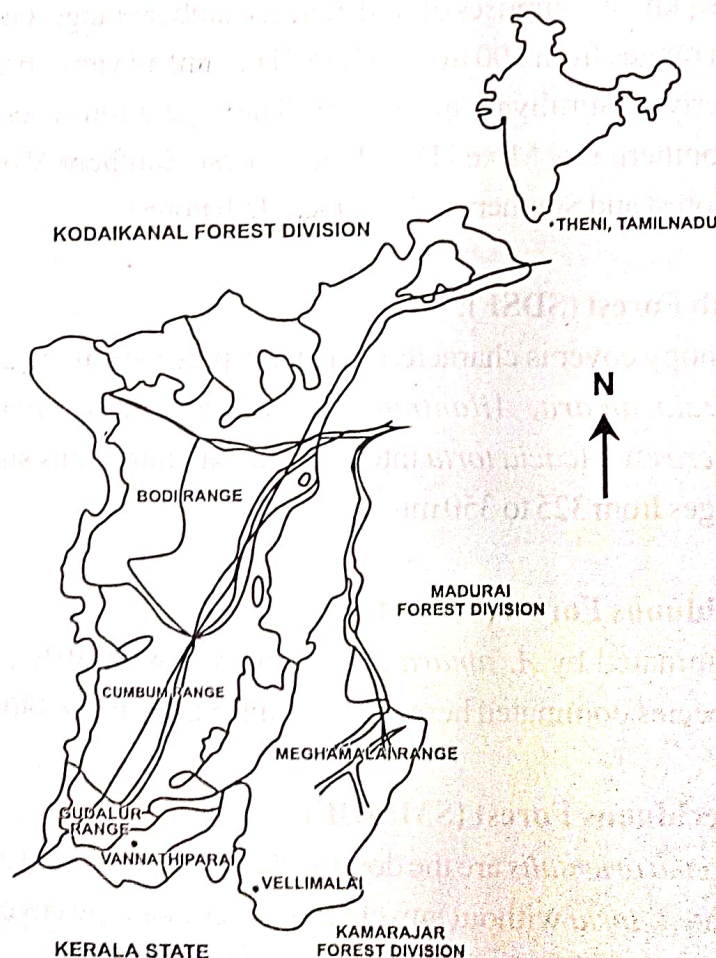 THENI, TAMILNADU
KODAIKANAL FOREST DIVISION
N
BODI RANGE
MADURAI
FOREST DIVISION
CUMBUM RANGE
MEGHAMALAI RANGE
GUDALUR
RANGE
VANNATHIPARAI
VELLIMALAI
KERALA STATE
KAMARAJAR
FOREST DIVISION